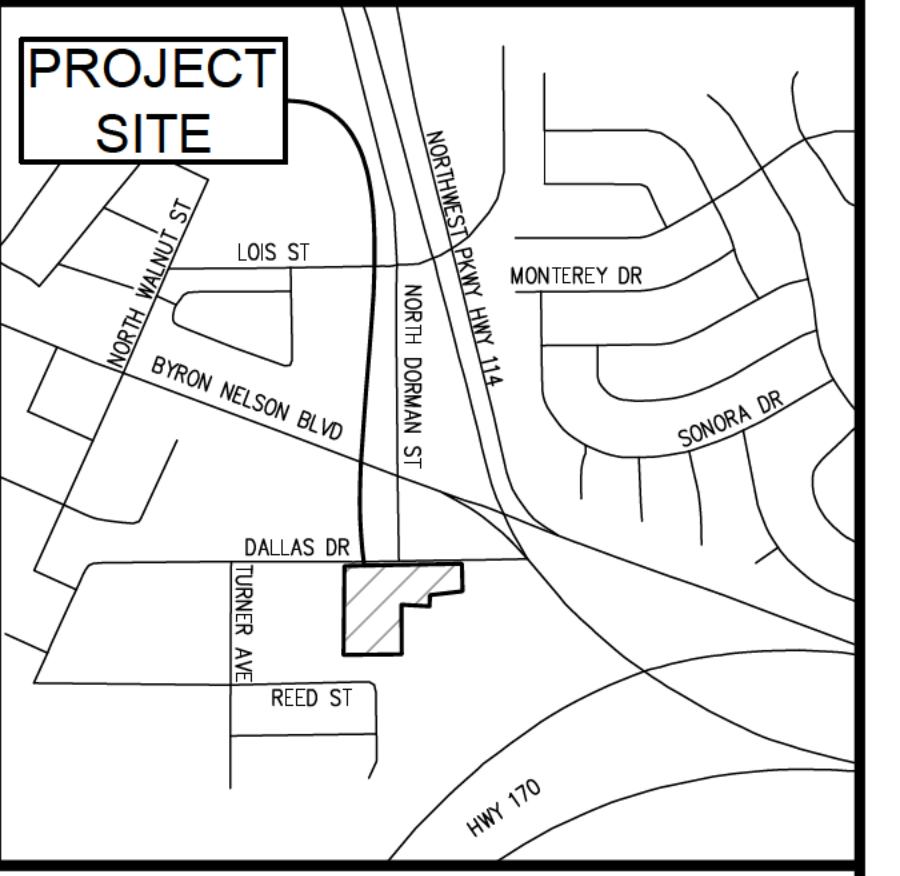 PROJECT
SITE
NORTHWEST PKWY HWY 114
NORTH WALNUT ST
LOIS ST
MONTEREY DR
NORTH DORMAN ST
BYRON NELSON BLVD
SONORA DR
DALLAS DR
TURNER AVE
REED ST
HWY 170